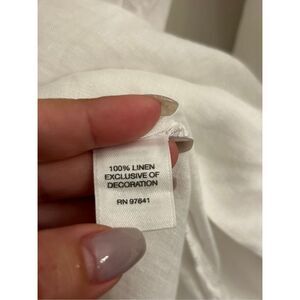 100% LINEN
EXCLUSIVE OF
DECORATION
RN 97641